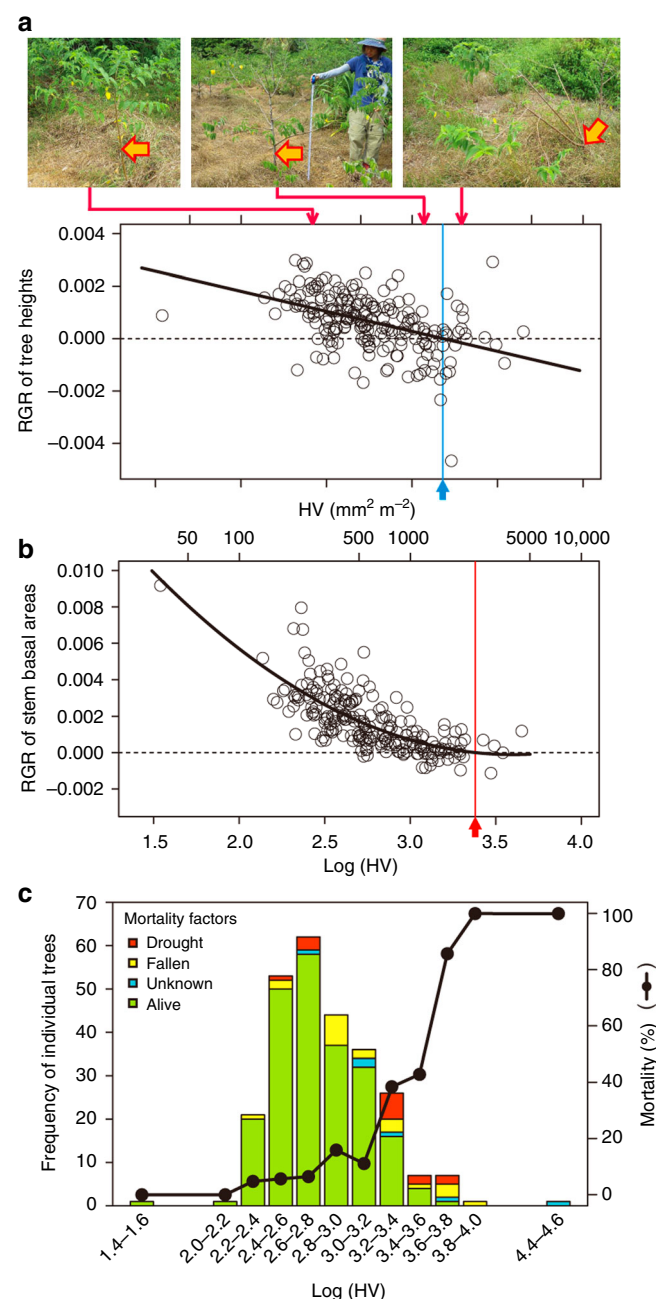 a
0.004
0.002
0.000
−0.002
−0.004
RGR of tree heights
HV (mm² m⁻²)
b
50 100 500 1000 5000 10,000
0.010
0.008
0.006
0.004
0.002
0.000
−0.002
RGR of stem basal areas
1.5 2.0 2.5 3.0 3.5 4.0
Log (HV)
c
70
60
50
40
30
20
10
0
Frequency of individual trees
Mortality factors
Drought
Fallen
Unknown
Alive
100
80
60
40
20
0
Mortality (%) ( )
1.4–1.6
2.0–2.2
2.2–2.4
2.4–2.6
2.6–2.8
2.8–3.0
3.0–3.2
3.2–3.4
3.4–3.6
3.6–3.8
3.8–4.0
4.4–4.6
Log (HV)